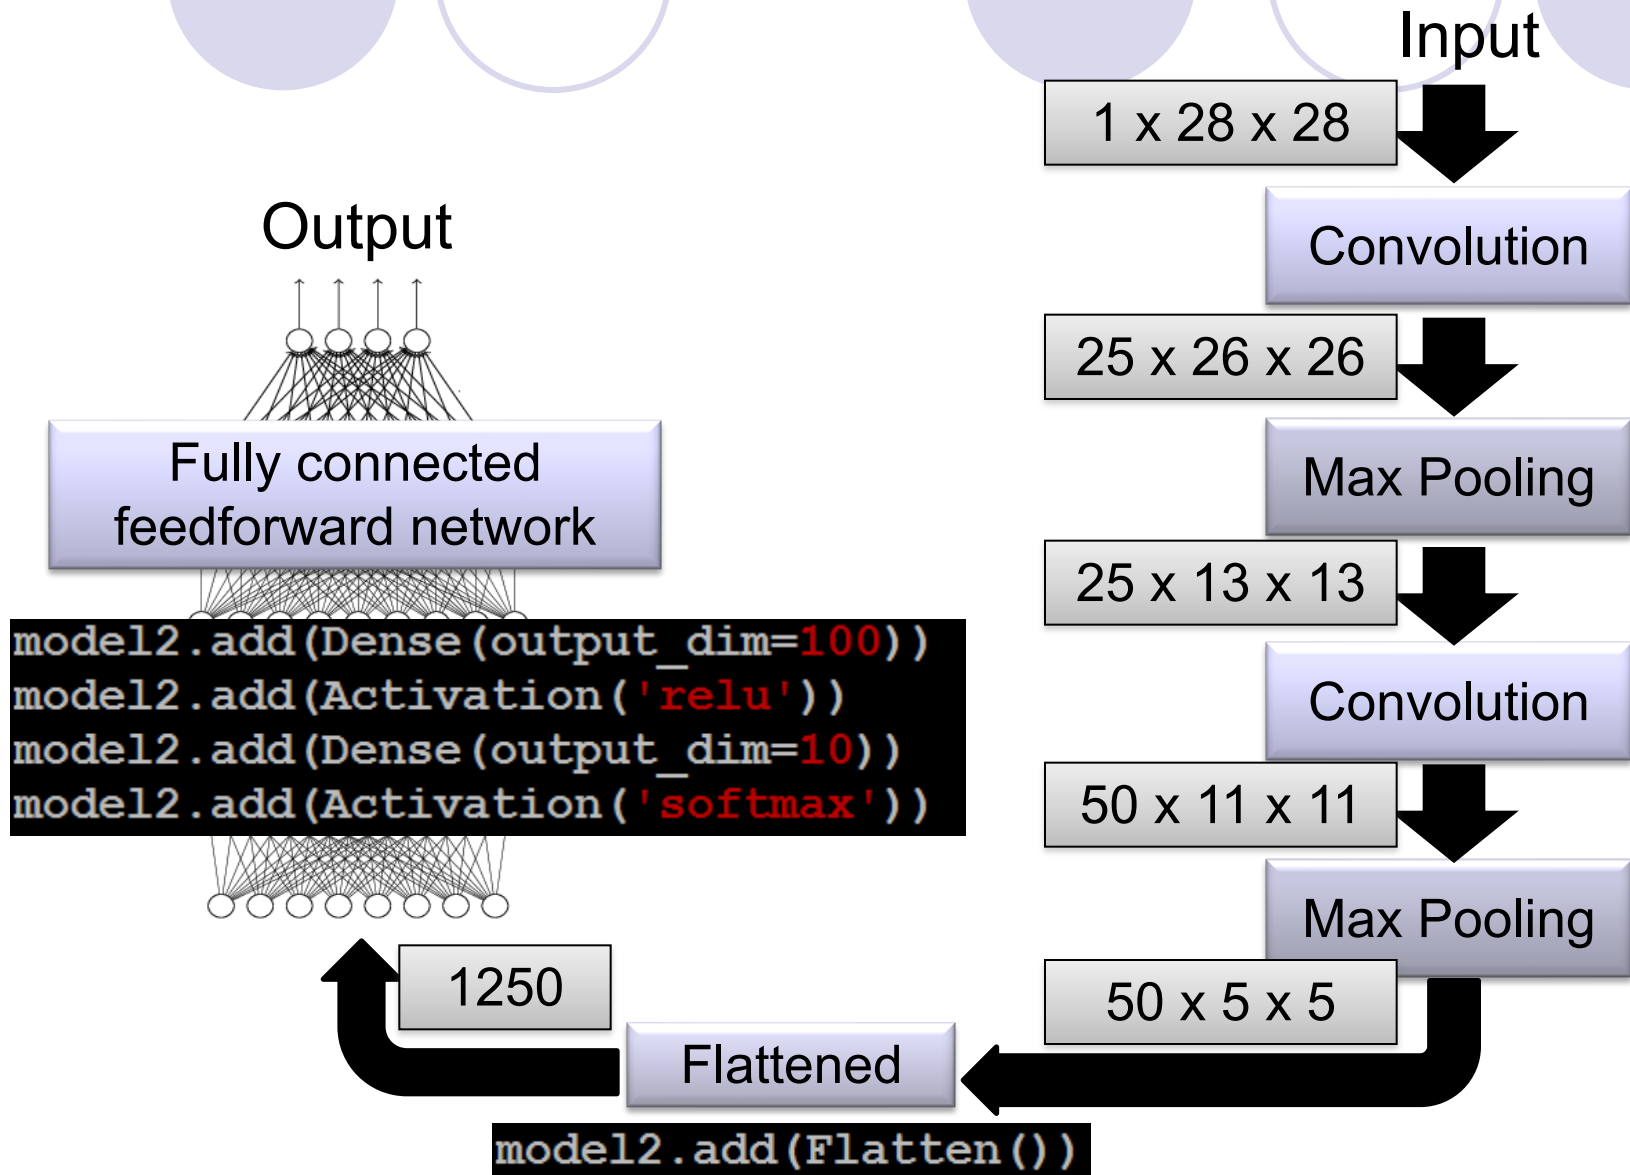 Input
1 x 28 x 28
Convolution
25 x 26 x 26
Max Pooling
25 x 13 x 13
Convolution
50 x 11 x 11
Max Pooling
50 x 5 x 5
Flattened
model2.add(Flatten())
1250
Output
Fully connected
feedforward network
model2.add(Dense(output_dim=100))
model2.add(Activation('relu'))
model2.add(Dense(output_dim=10))
model2.add(Activation('softmax'))